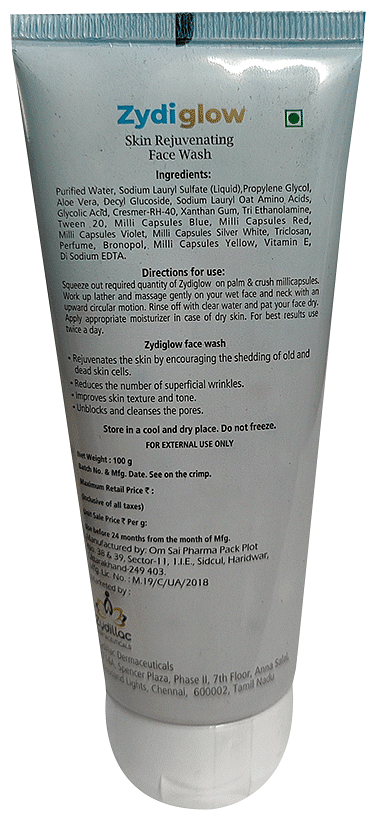 Zydiglow
Skin Rejuvenating
Face Wash
Ingredients:
Purified Water, Sodium Lauryl Sulfate (Liquid),Propylene Glycol,
Aloe Vera, Decyl Glucoside, Sodium Lauryl Oat Amino Acids,
Glycolic Acid, Cresmer-RH-40, Xanthan Gum, Tri Ethanolamine,
Tween 20, Milli Capsules Blue, Milli Capsules Red,
Milli Capsules Violet, Milli Capsules Silver White, Triclosan,
Perfume, Bronopol, Milli Capsules Yellow, Vitamin E,
Di Sodium EDTA.
Directions for use:
Squeeze out required quantity of Zydiglow on palm & crush millicapsules.
Work up lather and massage gently on your wet face and neck with an
upward circular motion. Rinse off with clear water and pat your face dry.
Apply appropriate moisturizer in case of dry skin. For best results use
twice a day.
Zydiglow face wash
• Rejuvenates the skin by encouraging the shedding of old and
dead skin cells.
• Reduces the number of superficial wrinkles.
• Improves skin texture and tone.
• Unblocks and cleanses the pores.
Store in a cool and dry place. Do not freeze.
FOR EXTERNAL USE ONLY
Net Weight : 100 g
Batch No. & Mfg. Date. See on the crimp.
Maximum Retail Price ₹ :
(Inclusive of all taxes)
Sale Price ₹ Per g:
before 24 months from the month of Mfg.
Manufactured by: Om Sai Pharma Pack Plot
No. 38 & 39, Sector-11, I.I.E., Sidcul, Haridwar,
249 403.
Lic. No. : M.19/C/UA/2018
by :
Dermaceuticals
Spencer Plaza, Phase II, 7th Floor, Anna Salai,
Lights, Chennai, 600002, Tamil Nadu